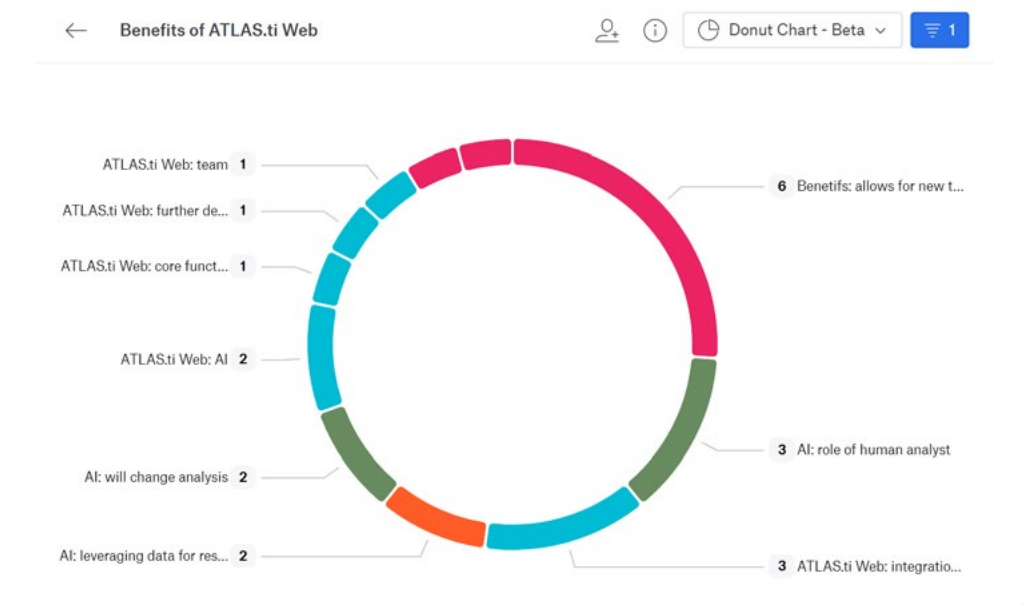 Benefits of ATLAS.ti Web
Donut Chart - Beta
1
ATLAS.ti Web: team 1
6 Benetifs: allows for new t...
ATLAS.ti Web: further de... 1
ATLAS.ti Web: core funct... 1
ATLAS.ti Web: AI 2
3 AI: role of human analyst
AI: will change analysis 2
AI: leveraging data for res... 2
3 ATLAS.ti Web: integratio...